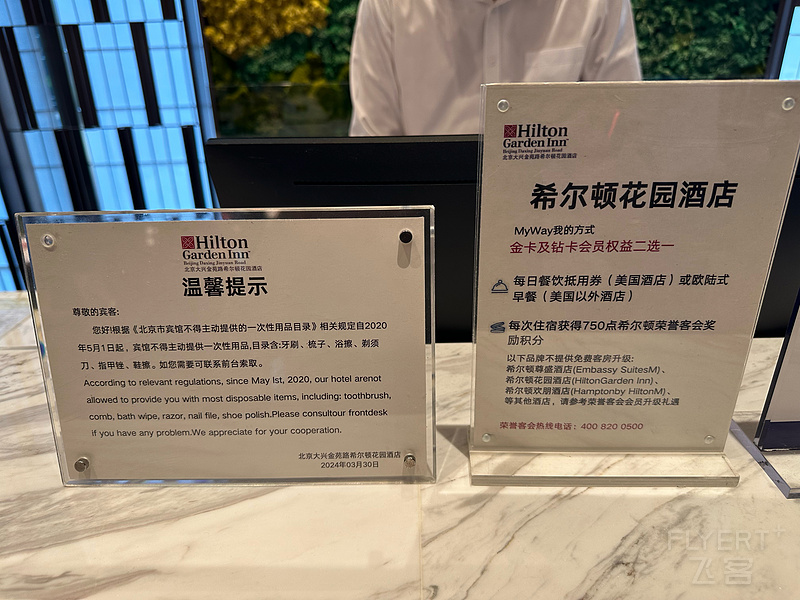 Hilton
Garden Inn
Beijing Daxing Jinyuan Road
北京大兴金苑路希尔顿花园酒店
温馨提示
尊敬的宾客:
您好!根据《北京市宾馆不得主动提供的一次性用品目录》相关规定自2020
年5月1日起，宾馆不得主动提供的一次性用品,目录含:牙刷、梳子、浴擦、剃须
刀、指甲锉、鞋擦。如您需要可联系前台索取。
According to relevant regulations, since May Ist, 2020, our hotel arenot
allowed to provide you with most disposable items, including: toothbrush,
comb, bath wipe, razor, nail file, shoe polish.Please consultour frontdesk
if you have any problem.We appreciate for your cooperation.
北京大兴金苑路希尔顿花园酒店
2024年03月30日
Hilton
Garden Inn
Beijing Daxing Jinyuan Road
北京大兴金苑路希尔顿花园酒店
希尔顿花园酒店
MyWay我的方式
金卡及钻卡会员权益二选一
每日餐饮抵用券（美国酒店）或欧陆式
早餐（美国以外酒店）
每次住宿获得750点希尔顿荣誉客会奖
励积分
以下品牌不提供免费客房升级:
希尔顿尊盛酒店(Embassy SuitesM)、
希尔顿花园酒店(HiltonGarden Inn)、
希尔顿欢朋酒店(Hamptonby HiltonM)、
等其他酒店，请参考荣誉客会会员升级礼遇
荣誉客会热线电话：400 820 0500
FLYERT+
飞客